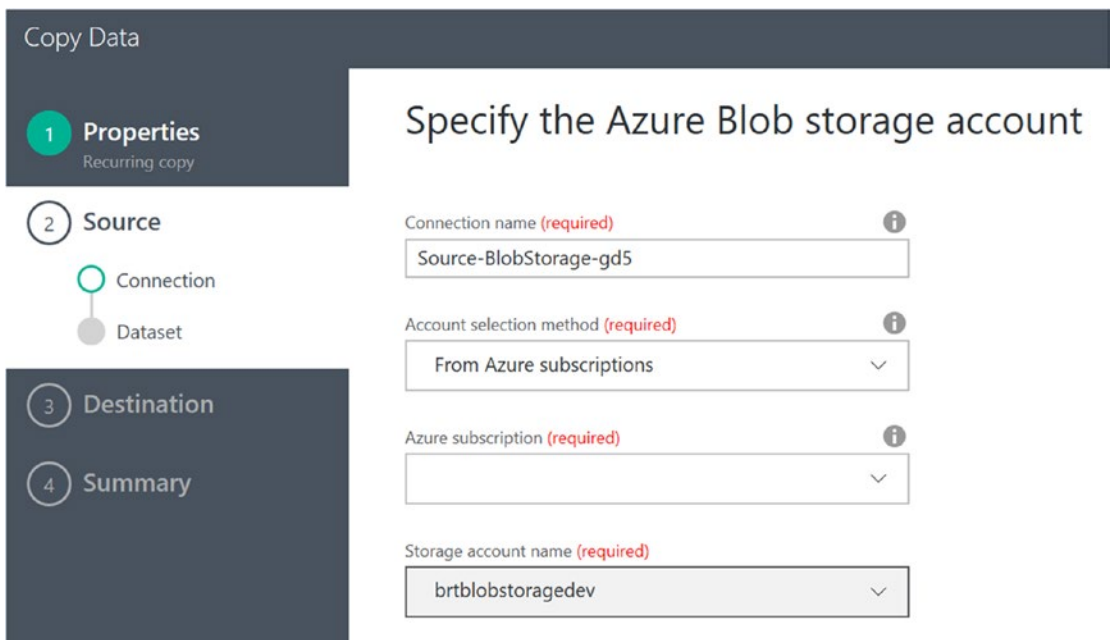 Copy Data
1
Properties
Recurring copy
2
Source
Connection
Dataset
3
Destination
4
Summary
Specify the Azure Blob storage account
Connection name (required)
Source-BlobStorage-gd5
Account selection method (required)
From Azure subscriptions
Azure subscription (required)
Storage account name (required)
brtblobstoragedev